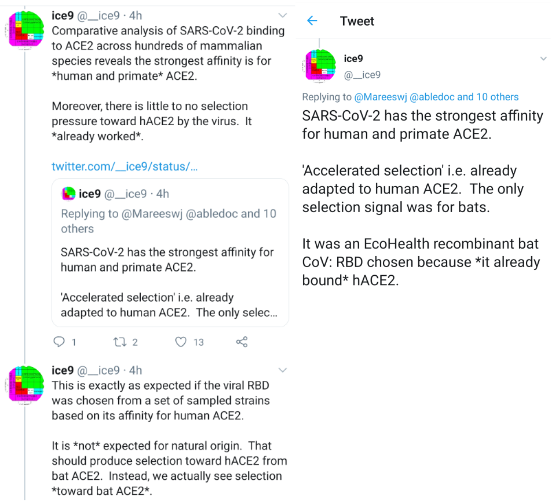 ice9 @__ice9 · 4h
Comparative analysis of SARS-CoV-2 binding
to ACE2 across hundreds of mammalian
species reveals the strongest affinity is for
*human and primate* ACE2.
Moreover, there is little to no selection
pressure toward hACE2 by the virus. It
*already worked*.
twitter.com/__ice9/status/...
ice9 @__ice9 · 4h
Replying to @Mareeswj @abledoc and 10
others
SARS-CoV-2 has the strongest affinity for
human and primate ACE2.
'Accelerated selection' i.e. already
adapted to human ACE2. The only selec...
1 2 13
ice9 @__ice9 · 4h
This is exactly as expected if the viral RBD
was chosen from a set of sampled strains
based on its affinity for human ACE2.
It is *not* expected for natural origin. That
should produce selection toward hACE2 from
bat ACE2. Instead, we actually see selection
*toward bat ACE2*.
Tweet
ice9
@__ice9
Replying to @Mareeswj @abledoc and 10 others
SARS-CoV-2 has the strongest affinity
for human and primate ACE2.
'Accelerated selection' i.e. already
adapted to human ACE2. The only
selection signal was for bats.
It was an EcoHealth recombinant bat
CoV: RBD chosen because *it already
bound* hACE2.